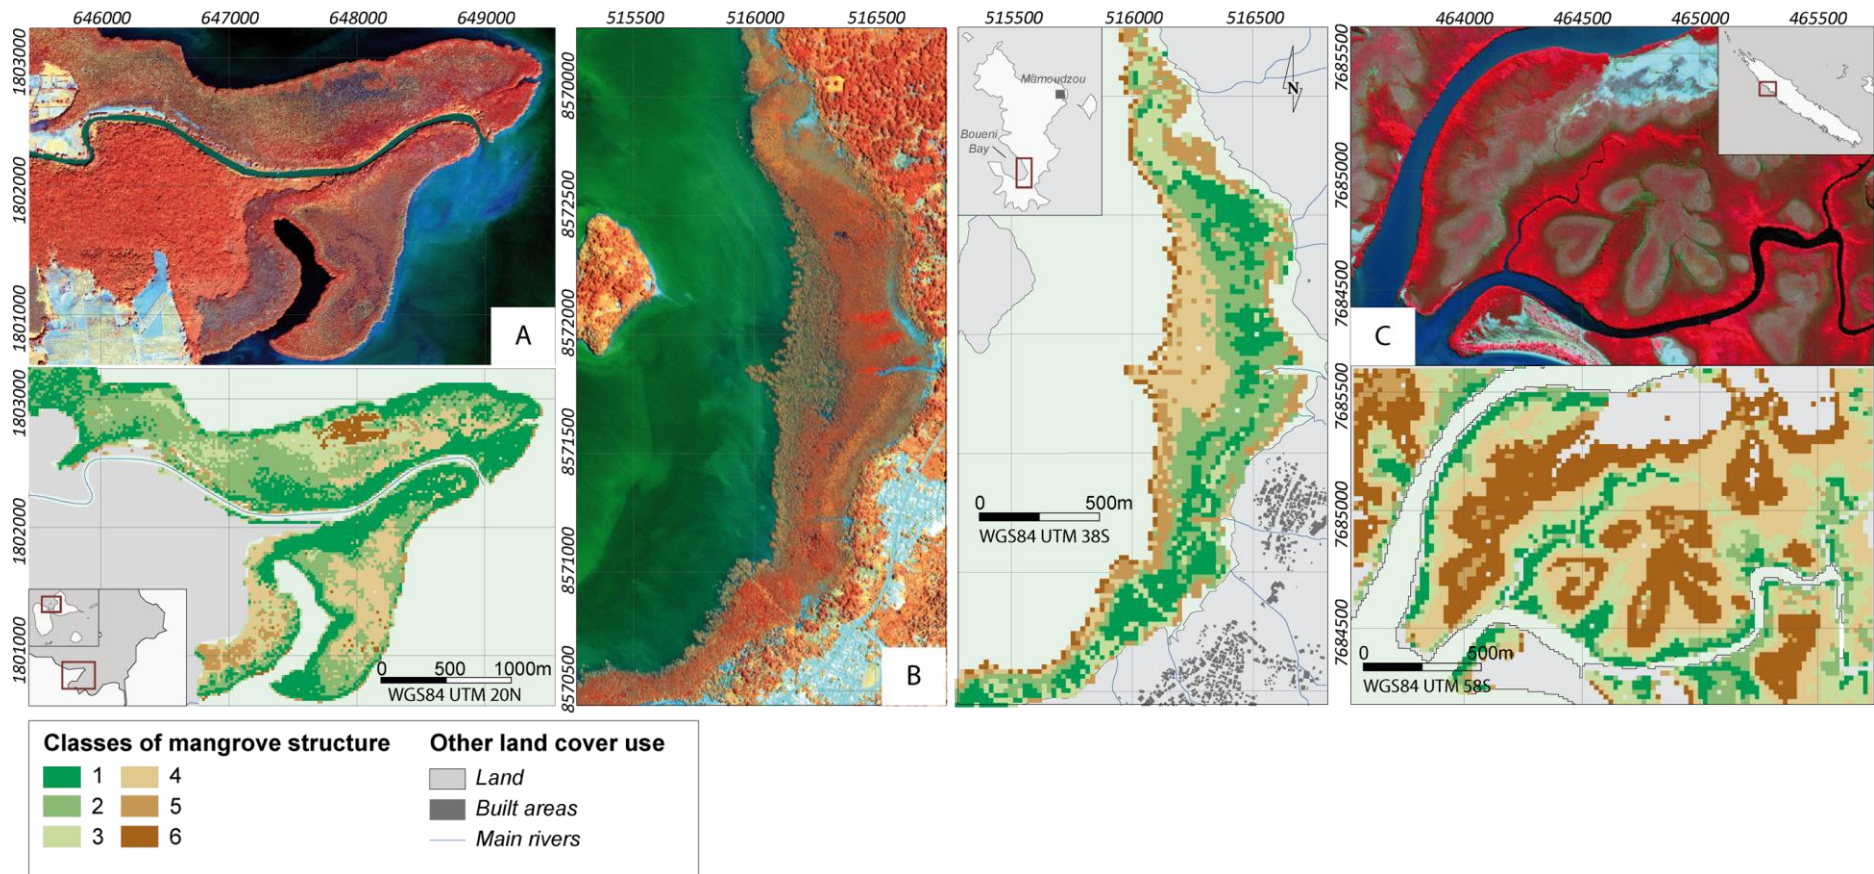 646000 647000 648000 649000
515500 516000 516500
515500 516000 516500
464000 464500 465000 465500
1803000
1802000
1801000
A
1803000
1802000
1801000
0 500 1000m
WGS84 UTM 20N
8570000
8572500
8572000
8571500
8571000
8570500
B
Mamoudzou
Boueni
Bay
N
0 500m
WGS84 UTM 38S
7685500
7685000
7684500
C
7685500
7685000
7684500
0 500m
WGS84 UTM 58S
Classes of mangrove structure
1 4
2 5
3 6
Other land cover use
Land
Built areas
Main rivers